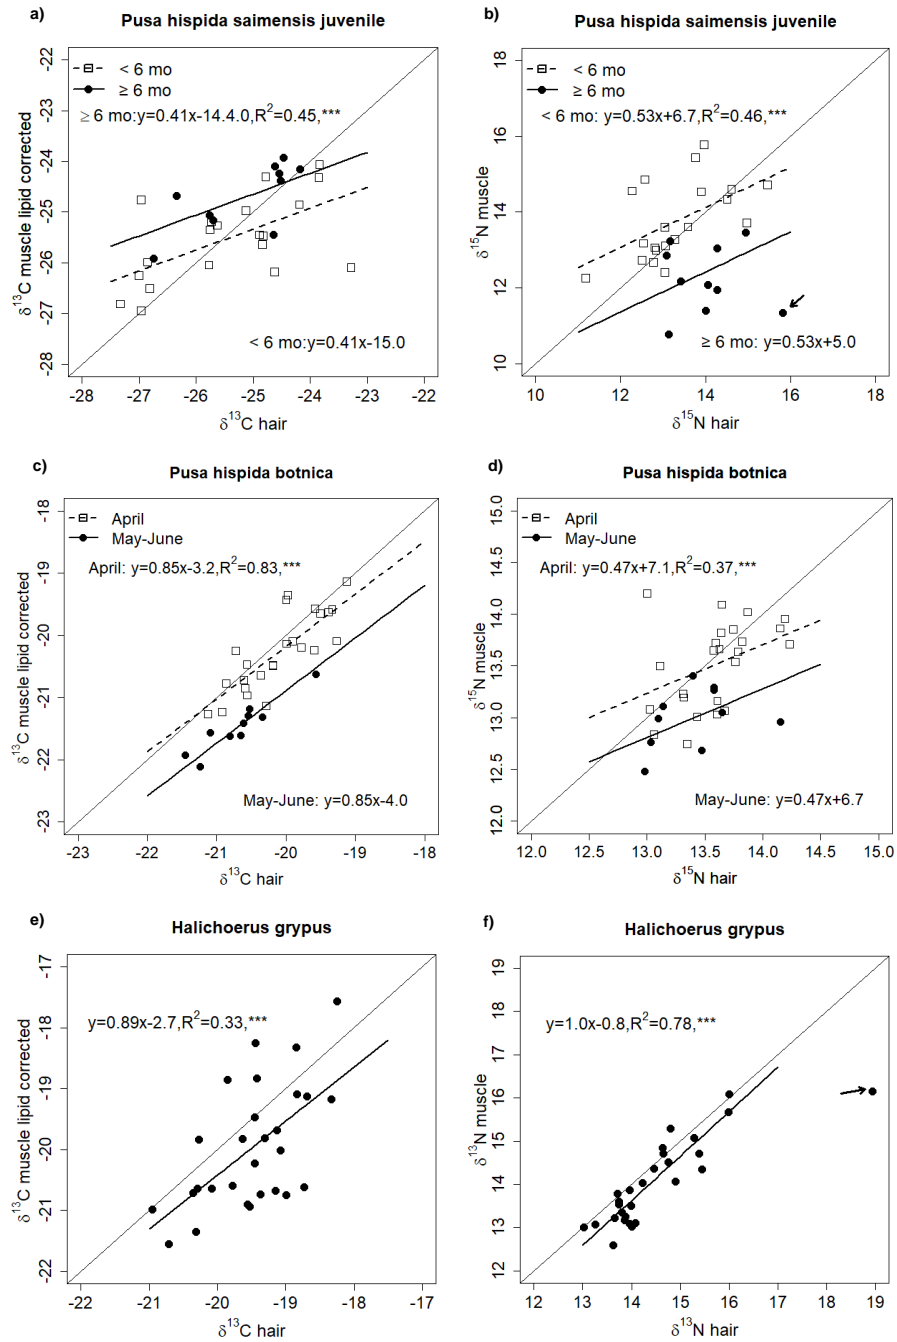 a)
Pusa hispida saimensis juvenile
< 6 mo
≥ 6 mo
≥ 6 mo:y=0.41x-14.4.0,R²=0.45,***
< 6 mo:y=0.41x-15.0
δ¹³C muscle lipid corrected
-22
-23
-24
-25
-26
-27
-28
-28 -27 -26 -25 -24 -23 -22
δ¹³C hair
b)
Pusa hispida saimensis juvenile
< 6 mo
≥ 6 mo
< 6 mo: y=0.53x+6.7,R²=0.46,***
≥ 6 mo: y=0.53x+5.0
δ¹⁵N muscle
18
16
14
12
10
10 12 14 16 18
δ¹⁵N hair
c)
Pusa hispida botnica
April
May-June
April: y=0.85x-3.2,R²=0.83,***
May-June: y=0.85x-4.0
δ¹³C muscle lipid corrected
-18
-19
-20
-21
-22
-23
-23 -22 -21 -20 -19 -18
δ¹³C hair
d)
Pusa hispida botnica
April
May-June
April: y=0.47x+7.1,R²=0.37,***
May-June: y=0.47x+6.7
δ¹⁵N muscle
15.0
14.5
14.0
13.5
13.0
12.5
12.0
12.0 12.5 13.0 13.5 14.0 14.5 15.0
δ¹⁵N hair
e)
Halichoerus grypus
y=0.89x-2.7,R²=0.33,***
δ¹³C muscle lipid corrected
-17
-18
-19
-20
-21
-22
-22 -21 -20 -19 -18 -17
δ¹³C hair
f)
Halichoerus grypus
y=1.0x-0.8,R²=0.78,***
δ¹³N muscle
19
18
17
16
15
14
13
12
12 13 14 15 16 17 18 19
δ¹³N hair